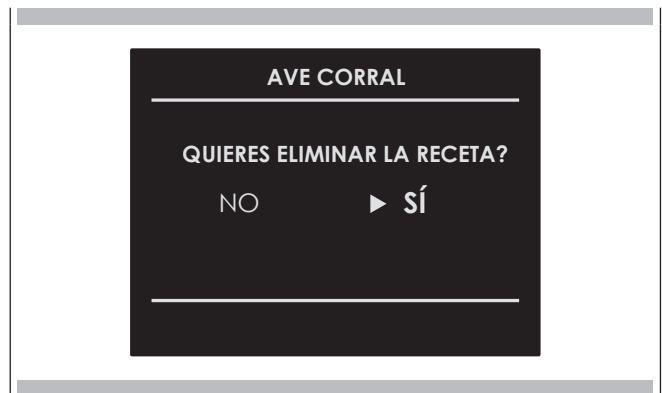 AVE CORRAL
QUIERES ELIMINAR LA RECETA?
NO ▶ SÍ